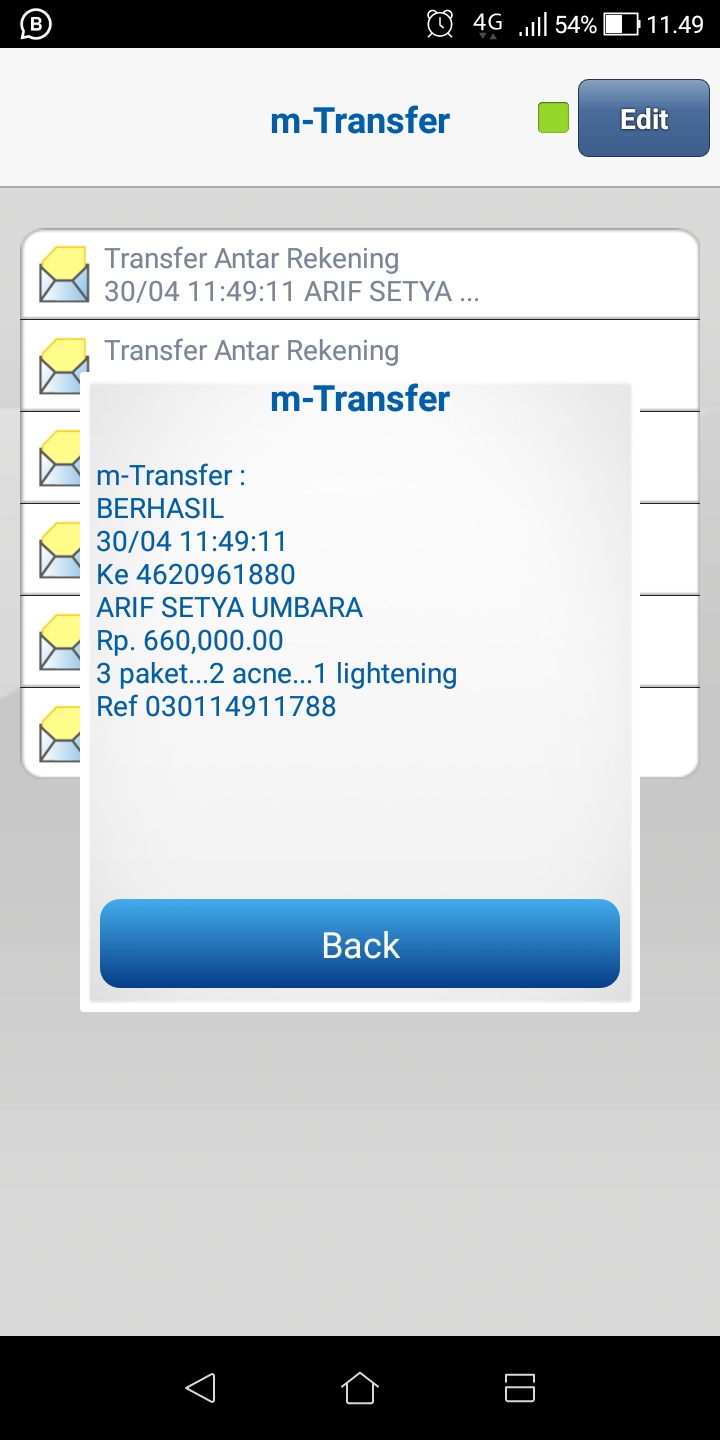 4G 54% 11.49
m-Transfer
Edit
Transfer Antar Rekening
30/04 11:49:11 ARIF SETYA ...
Transfer Antar Rekening
m-Transfer
m-Transfer :
BERHASIL
30/04 11:49:11
Ke 4620961880
ARIF SETYA UMBARA
Rp. 660,000.00
3 paket...2 acne...1 lightening
Ref 030114911788
Back